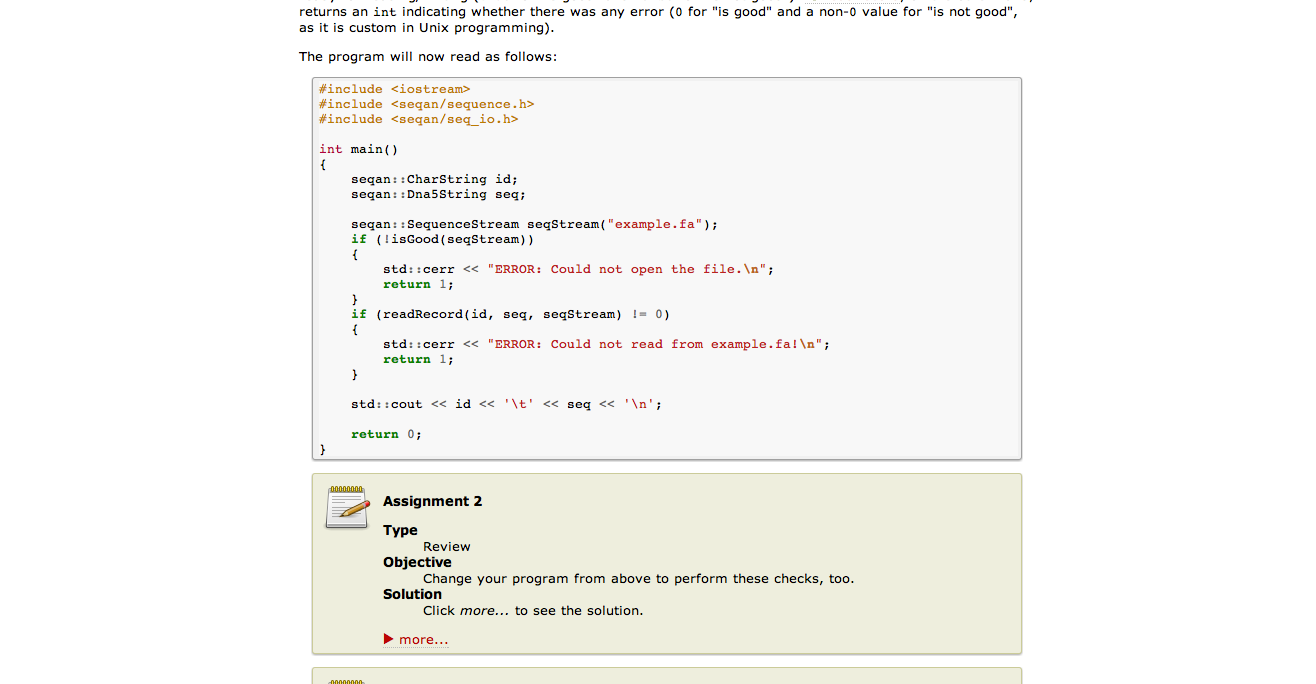 returns an int indicating whether there was any error (0 for "is good" and a non-0 value for "is not good",
as it is custom in Unix programming).
The program will now read as follows:
#include <iostream>
#include <seqan/sequence.h>
#include <seqan/seq_io.h>
int main()
{
    seqan::CharString id;
    seqan::Dna5String seq;
    seqan::SequenceStream seqStream("example.fa");
    if (!isGood(seqStream))
    {
        std::cerr << "ERROR: Could not open the file.\n";
        return 1;
    }
    if (readRecord(id, seq, seqStream) != 0)
    {
        std::cerr << "ERROR: Could not read from example.fa!\n";
        return 1;
    }
    std::cout << id << '\t' << seq << '\n';
    return 0;
}
Assignment 2
Type
Review
Objective
Change your program from above to perform these checks, too.
Solution
Click more... to see the solution.
more...